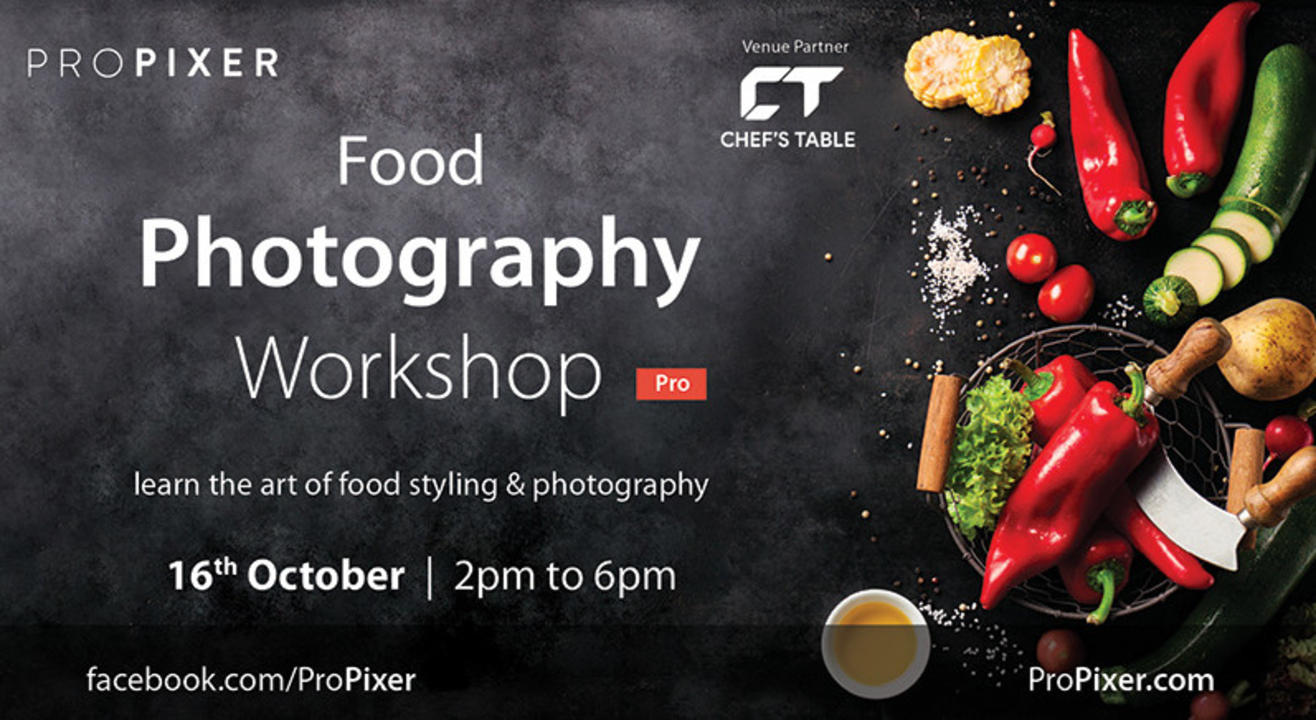 PROPIXER
Venue Partner
CT
CHEF'S TABLE
Food
Photography
Workshop
Pro
learn the art of food styling & photography
16th October | 2pm to 6pm
facebook.com/ProPixer
ProPixer.com